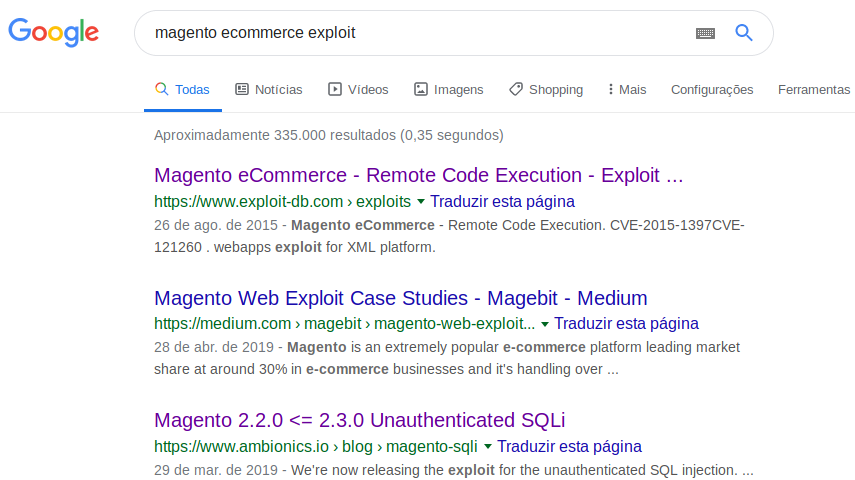 Google
magento ecommerce exploit
Todas Notícias Vídeos Imagens Shopping Mais Configurações Ferramentas
Aproximadamente 335.000 resultados (0,35 segundos)
Magento eCommerce - Remote Code Execution - Exploit ...
https://www.exploit-db.com › exploits Traduzir esta página
26 de ago. de 2015 - Magento eCommerce - Remote Code Execution. CVE-2015-1397CVE-
121260 . webapps exploit for XML platform.
Magento Web Exploit Case Studies - Magebit - Medium
https://medium.com › magebit › magento-web-exploit... Traduzir esta página
28 de abr. de 2019 - Magento is an extremely popular e-commerce platform leading market
share at around 30% in e-commerce businesses and it's handling over ...
Magento 2.2.0 <= 2.3.0 Unauthenticated SQLi
https://www.ambionics.io › blog › magento-sqli Traduzir esta página
29 de mar. de 2019 - We're now releasing the exploit for the unauthenticated SQL injection. ...